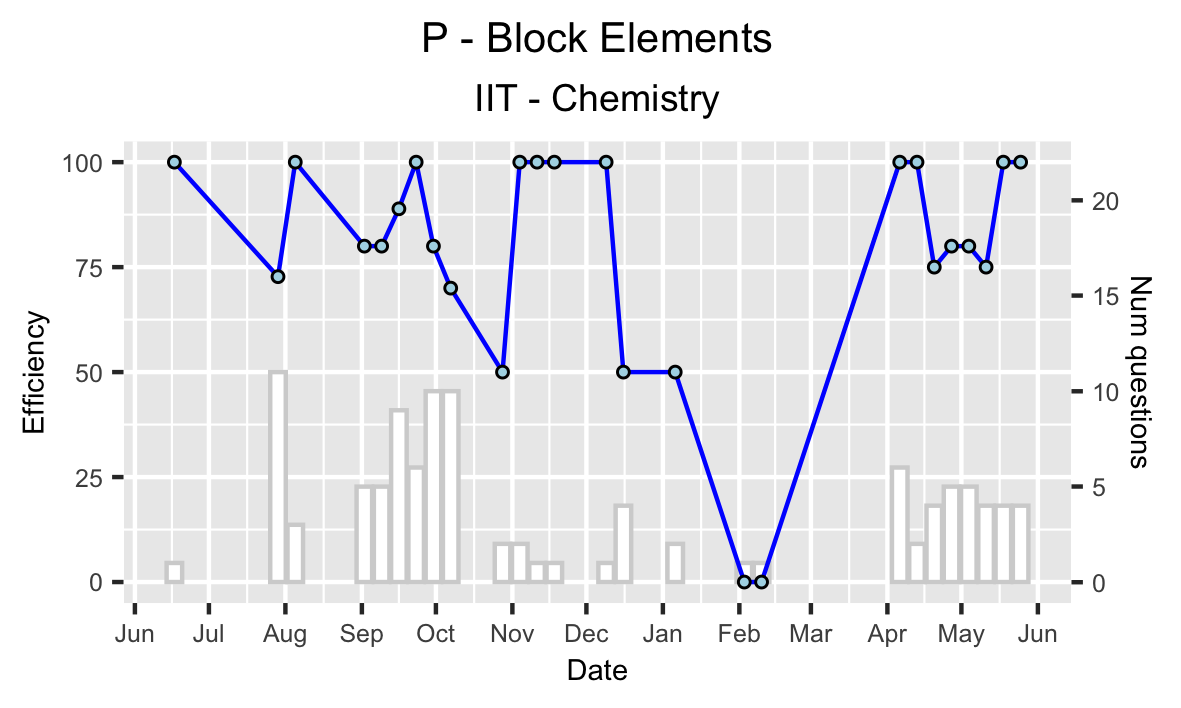 P - Block Elements
IIT - Chemistry
Efficiency
100
75
50
25
0
20
15
10
5
0
Num questions
Jun Jul Aug Sep Oct Nov Dec Jan Feb Mar Apr May Jun
Date